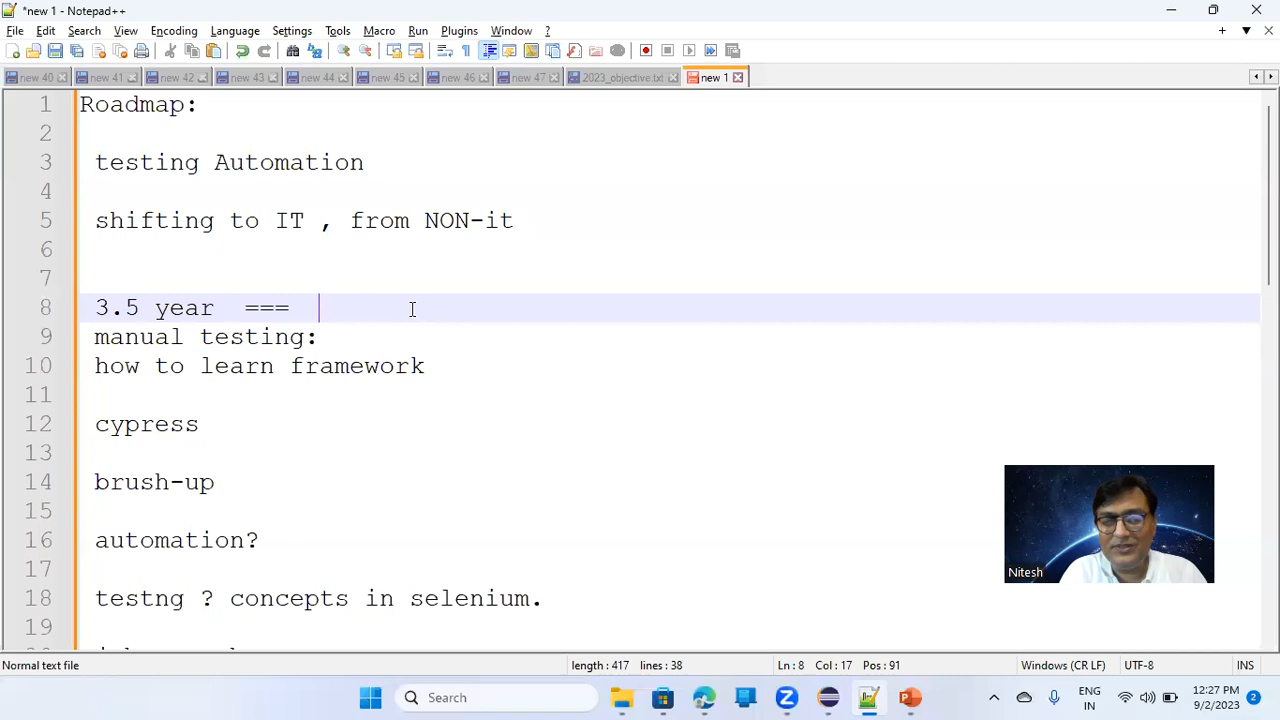 *new 1 - Notepad++
File Edit Search View Encoding Language Settings Tools Macro Run Plugins Window ?
new 40 new 41 new 42 new 43 new 44 new 45 new 46 new 47 2023_objective.txt new 1
1 Roadmap:
2
3 testing Automation
4
5 shifting to IT , from NON-it
6
7
8 3.5 year ===
9 manual testing:
10 how to learn framework
11
12 cypress
13
14 brush-up
15
16 automation?
17
18 testng ? concepts in selenium.
19
Nitesh
Normal text file length : 417 lines : 38 Ln : 8 Col : 17 Pos : 91 Windows (CR LF) UTF-8 INS
Search
ENG
IN
12:27 PM
9/2/2023
2